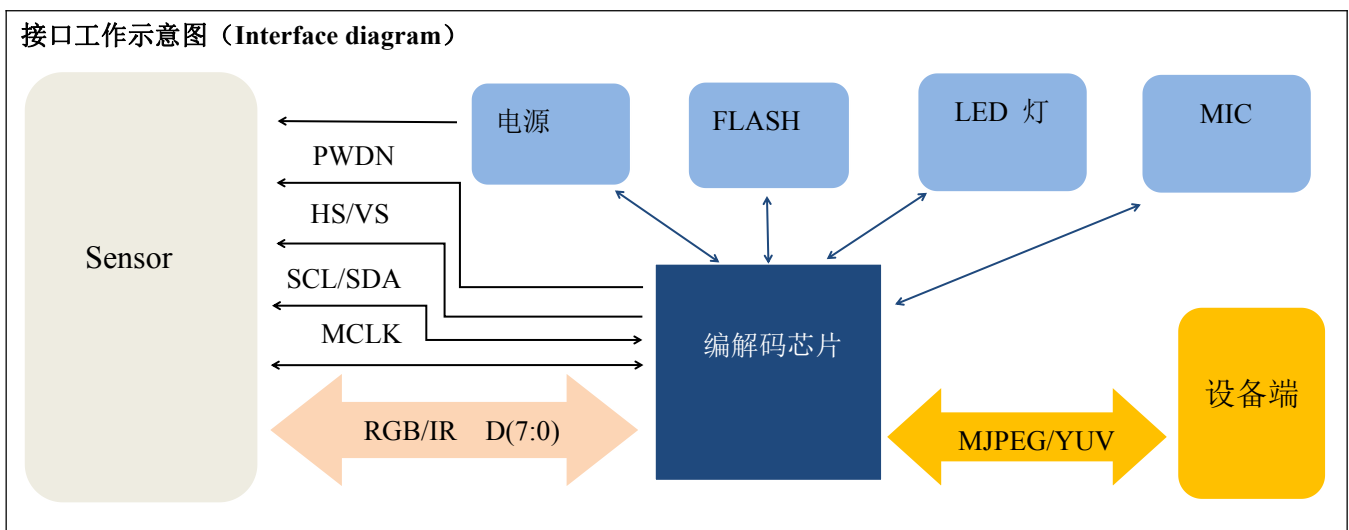 接口工作示意图（Interface diagram）
电源
FLASH
LED 灯
MIC
PWDN
HS/VS
Sensor
SCL/SDA
MCLK
编解码芯片
设备端
RGB/IR D(7:0)
MJPEG/YUV